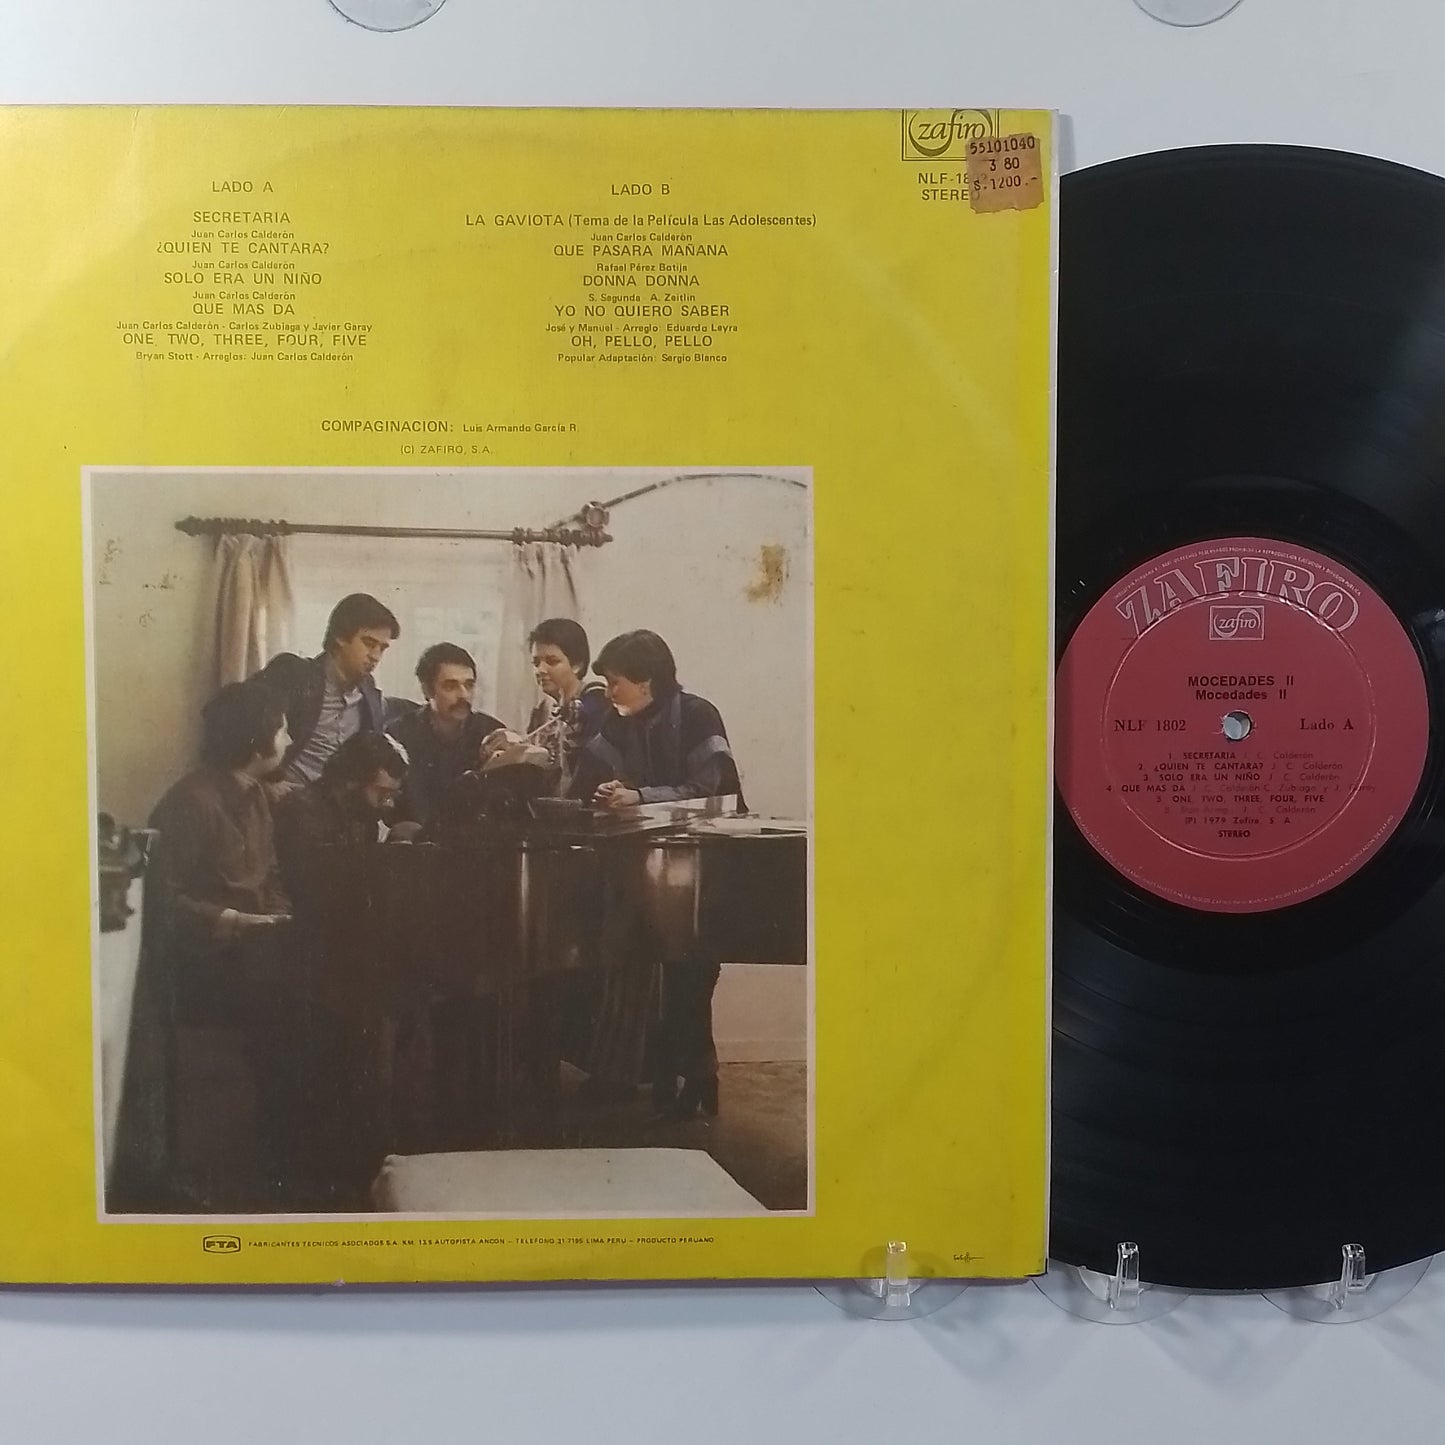 zafiro
55101040
3 80
S.1200.-
NLF-18
STEREO
LADO A
SECRETARIA
Juan Carlos Calderón
¿QUIEN TE CANTARA?
Juan Carlos Calderón
SOLO ERA UN NIÑO
Juan Carlos Calderón
QUE MAS DA
Juan Carlos Calderón - Carlos Zubiaga y Javier Garay
ONE, TWO, THREE, FOUR, FIVE
Bryan Stott - Arreglos: Juan Carlos Calderón
LADO B
LA GAVIOTA (Tema de la Película Las Adolescentes)
Juan Carlos Calderón
QUE PASARA MAÑANA
Rafael Pérez Botija
DONNA DONNA
S. Segunda A. Zeitlin
YO NO QUIERO SABER
José y Manuel - Arreglo: Eduardo Leyra
OH, PELLO, PELLO
Popular Adaptación: Sergio Blanco
COMPAGINACION: Luis Armando García R.
(C) ZAFIRO, S.A.
FTA FABRICANTES TECNICOS ASOCIADOS S.A. KM. 13.5 AUTOPISTA ANCON - TELEFONO 31-7195 LIMA PERU - PRODUCTO PERUANO
ZAFIRO
zafiro
MOCEDADES II
Mocedades II
NLF 1802 Lado A
1. SECRETARIA J. C. Calderón
2. ¿QUIEN TE CANTARA? J. C. Calderón
3. SOLO ERA UN NIÑO J. C. Calderón
4. QUE MAS DA J. C. Calderón C. Zubiaga y J. Garay
5. ONE, TWO, THREE, FOUR, FIVE
J. C. Calderón
(P) 1979 Zafiro, S. A.
STEREO